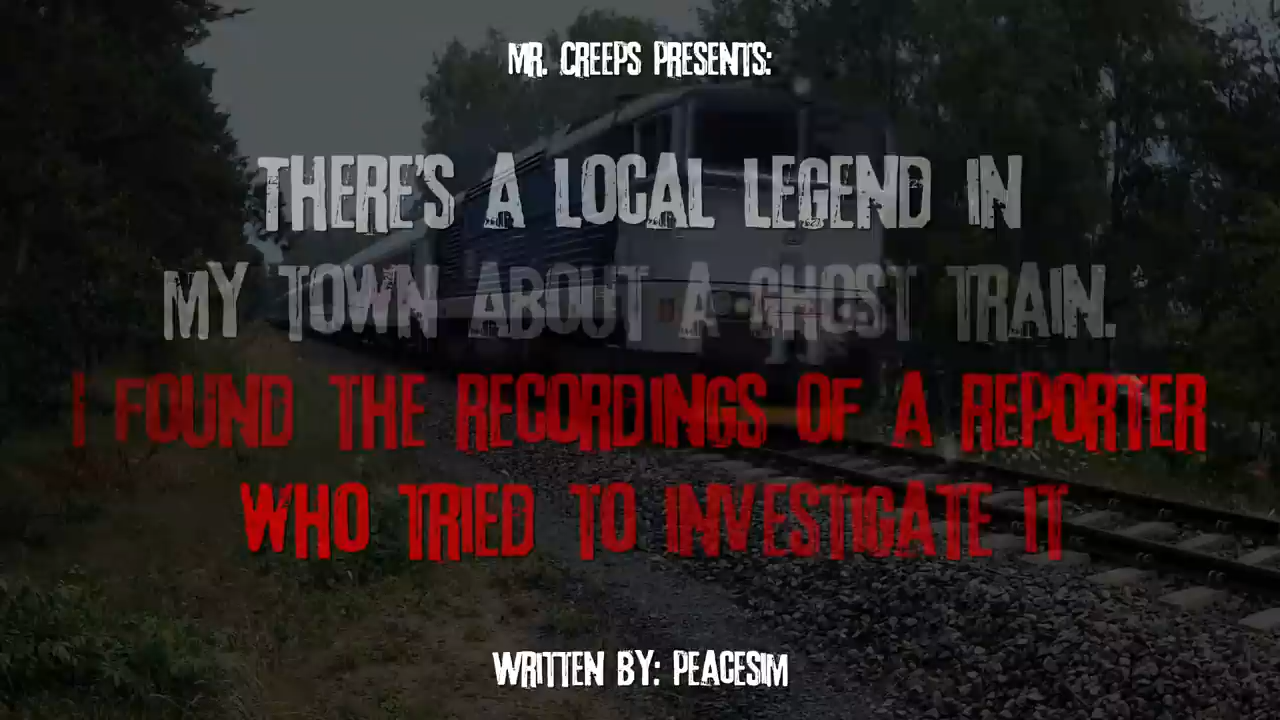 MR. CREEPS PRESENTS:
THERE'S A LOCAL LEGEND IN
MY TOWN ABOUT A GHOST TRAIN.
I FOUND THE RECORDINGS OF A REPORTER
WHO TRIED TO INVESTIGATE IT
WRITTEN BY: PEACESIM